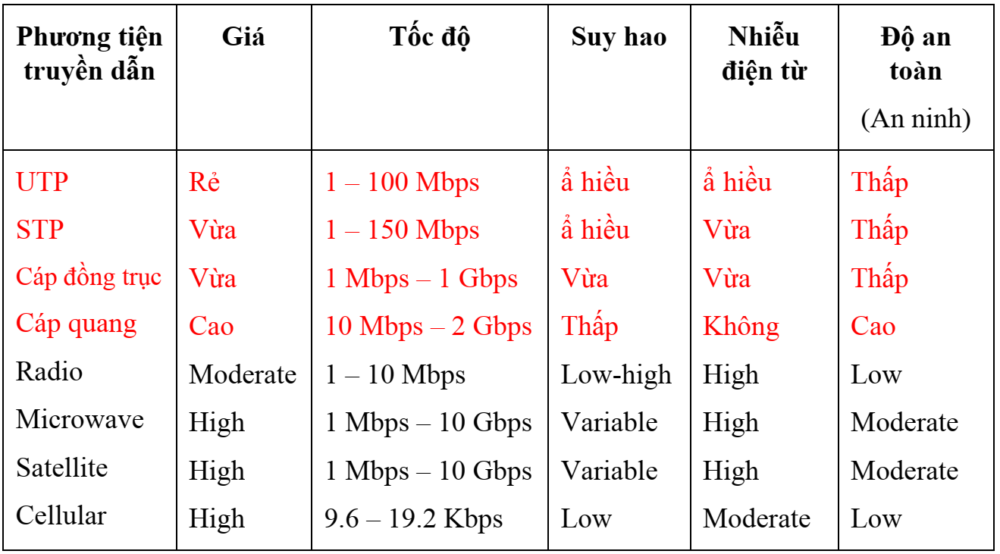 Phương tiện truyền dẫn Giá Tốc độ Suy hao Nhiễu điện từ Độ an toàn (An ninh)
UTP Rẻ 1 – 100 Mbps ẩ hiều ẩ hiều Thấp
STP Vừa 1 – 150 Mbps ẩ hiều Vừa Thấp
Cáp đồng trục Vừa 1 Mbps – 1 Gbps Vừa Vừa Thấp
Cáp quang Cao 10 Mbps – 2 Gbps Thấp Không Cao
Radio Moderate 1 – 10 Mbps Low-high High Low
Microwave High 1 Mbps – 10 Gbps Variable High Moderate
Satellite High 1 Mbps – 10 Gbps Variable High Moderate
Cellular High 9.6 – 19.2 Kbps Low Moderate Low